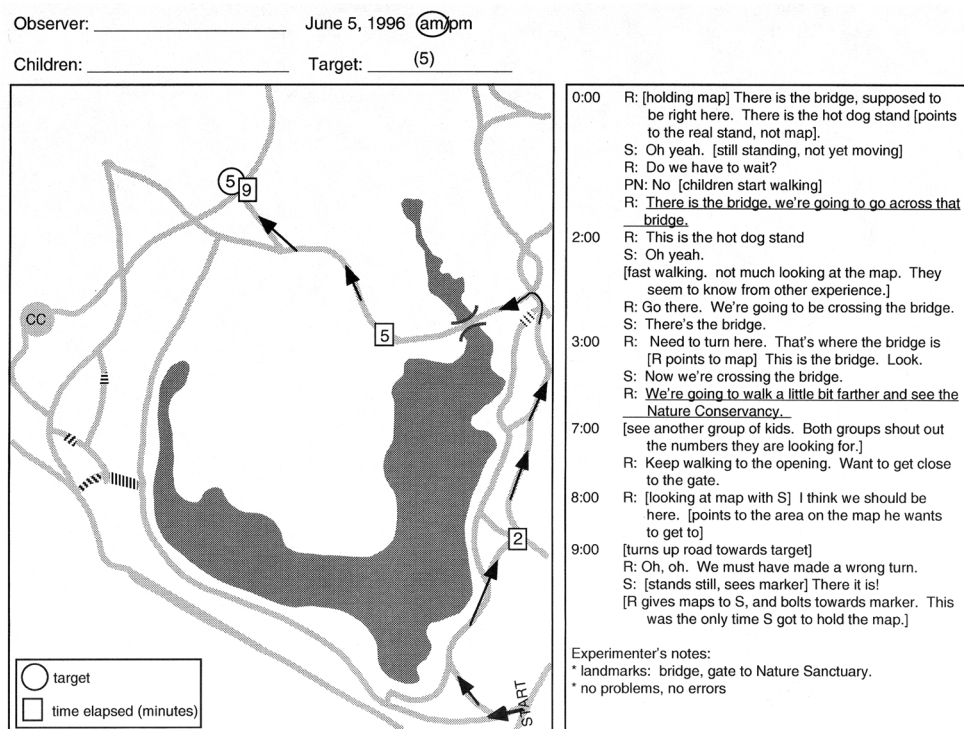 Observer: ____________________ June 5, 1996 am/pm
Children: ____________________ Target: (5)
5
9
CC
5
2
START
target
time elapsed (minutes)
0:00 R: [holding map] There is the bridge, supposed to
be right here. There is the hot dog stand [points
to the real stand, not map].
S: Oh yeah. [still standing, not yet moving]
R: Do we have to wait?
PN: No [children start walking]
R: There is the bridge, we're going to go across that
bridge.
2:00 R: This is the hot dog stand
S: Oh yeah.
[fast walking. not much looking at the map. They
seem to know from other experience.]
R: Go there. We're going to be crossing the bridge.
S: There's the bridge.
3:00 R: Need to turn here. That's where the bridge is
[R points to map] This is the bridge. Look.
S: Now we're crossing the bridge.
R: We're going to walk a little bit farther and see the
Nature Conservancy.
7:00 [see another group of kids. Both groups shout out
the numbers they are looking for.]
R: Keep walking to the opening. Want to get close
to the gate.
8:00 R: [looking at map with S] I think we should be
here. [points to the area on the map he wants
to get to]
9:00 [turns up road towards target]
R: Oh, oh. We must have made a wrong turn.
S: [stands still, sees marker] There it is!
[R gives maps to S, and bolts towards marker. This
was the only time S got to hold the map.]
Experimenter's notes:
* landmarks: bridge, gate to Nature Sanctuary.
* no problems, no errors